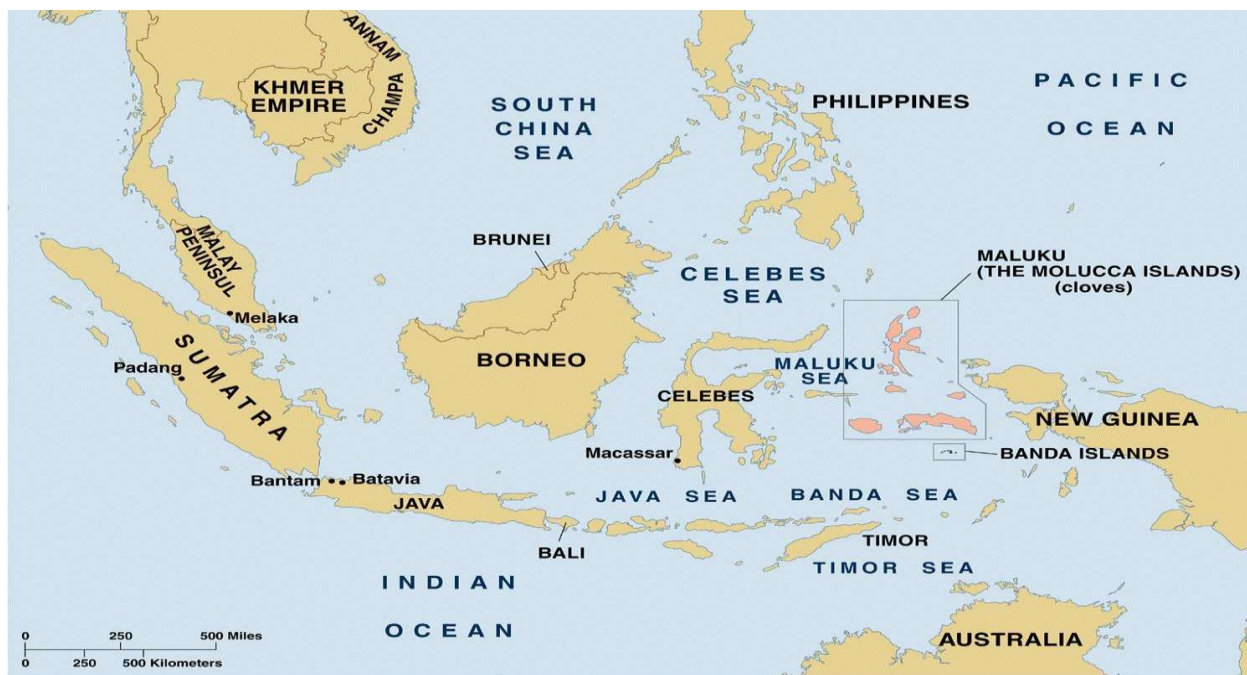 ANNAM
CHAMPA
KHMER
EMPIRE
SOUTH
CHINA
SEA
PHILIPPINES
PACIFIC
OCEAN
MALAY
PENINSUL
BRUNEI
CELEBES
SEA
MALUKU
(THE MOLUCCA ISLANDS)
(cloves)
Melaka
SUMATRA
Padang
BORNEO
MALUKU
SEA
CELEBES
NEW GUINEA
Macassar
BANDA ISLANDS
Bantam
Batavia
JAVA
JAVA SEA
BANDA SEA
BALI
TIMOR
TIMOR SEA
INDIAN
OCEAN
AUSTRALIA
0 250 500 Miles
0 250 500 Kilometers